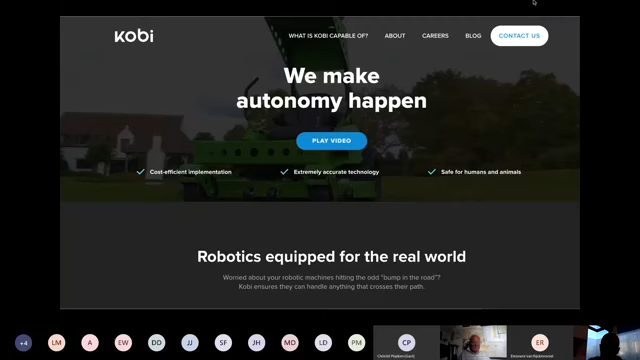 kobi
WHAT IS KOBI CAPABLE OF? ABOUT CAREERS BLOG CONTACT US
We make
autonomy happen
PLAY VIDEO
Cost-efficient implementation Extremely accurate technology Safe for humans and animals
Robotics equipped for the real world
Worried about your robotic machines hitting the odd "bump in the road"?
Kobi ensures they can handle anything that crosses their path.
+4 LM A EW DD JJ SF JH MD LD PM CP ER